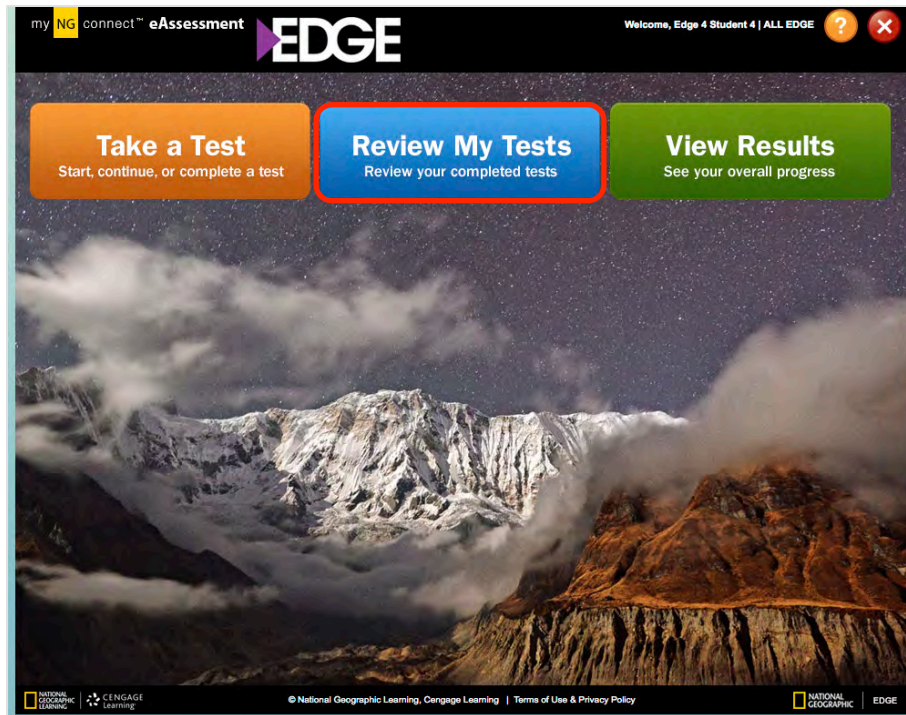 my NG connect™ eAssessment
EDGE
Welcome, Edge 4 Student 4 | ALL EDGE
?
Take a Test
Start, continue, or complete a test
Review My Tests
Review your completed tests
View Results
See your overall progress
NATIONAL
GEOGRAPHIC
LEARNING
CENGAGE
Learning®
© National Geographic Learning, Cengage Learning | Terms of Use & Privacy Policy
NATIONAL
GEOGRAPHIC
EDGE